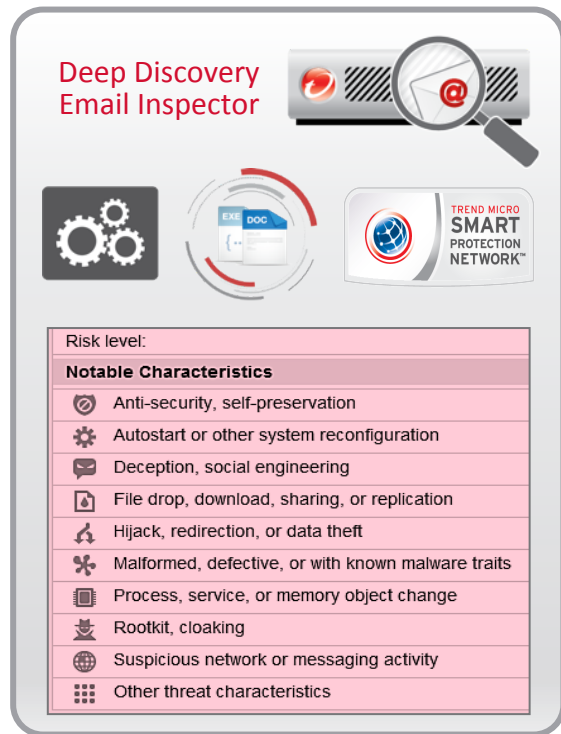 Deep Discovery
Email Inspector
@
EXE
DOC
{--
TREND MICRO
SMART
PROTECTION
NETWORK™
Risk level:
Notable Characteristics
Anti-security, self-preservation
Autostart or other system reconfiguration
Deception, social engineering
File drop, download, sharing, or replication
Hijack, redirection, or data theft
Malformed, defective, or with known malware traits
Process, service, or memory object change
Rootkit, cloaking
Suspicious network or messaging activity
Other threat characteristics